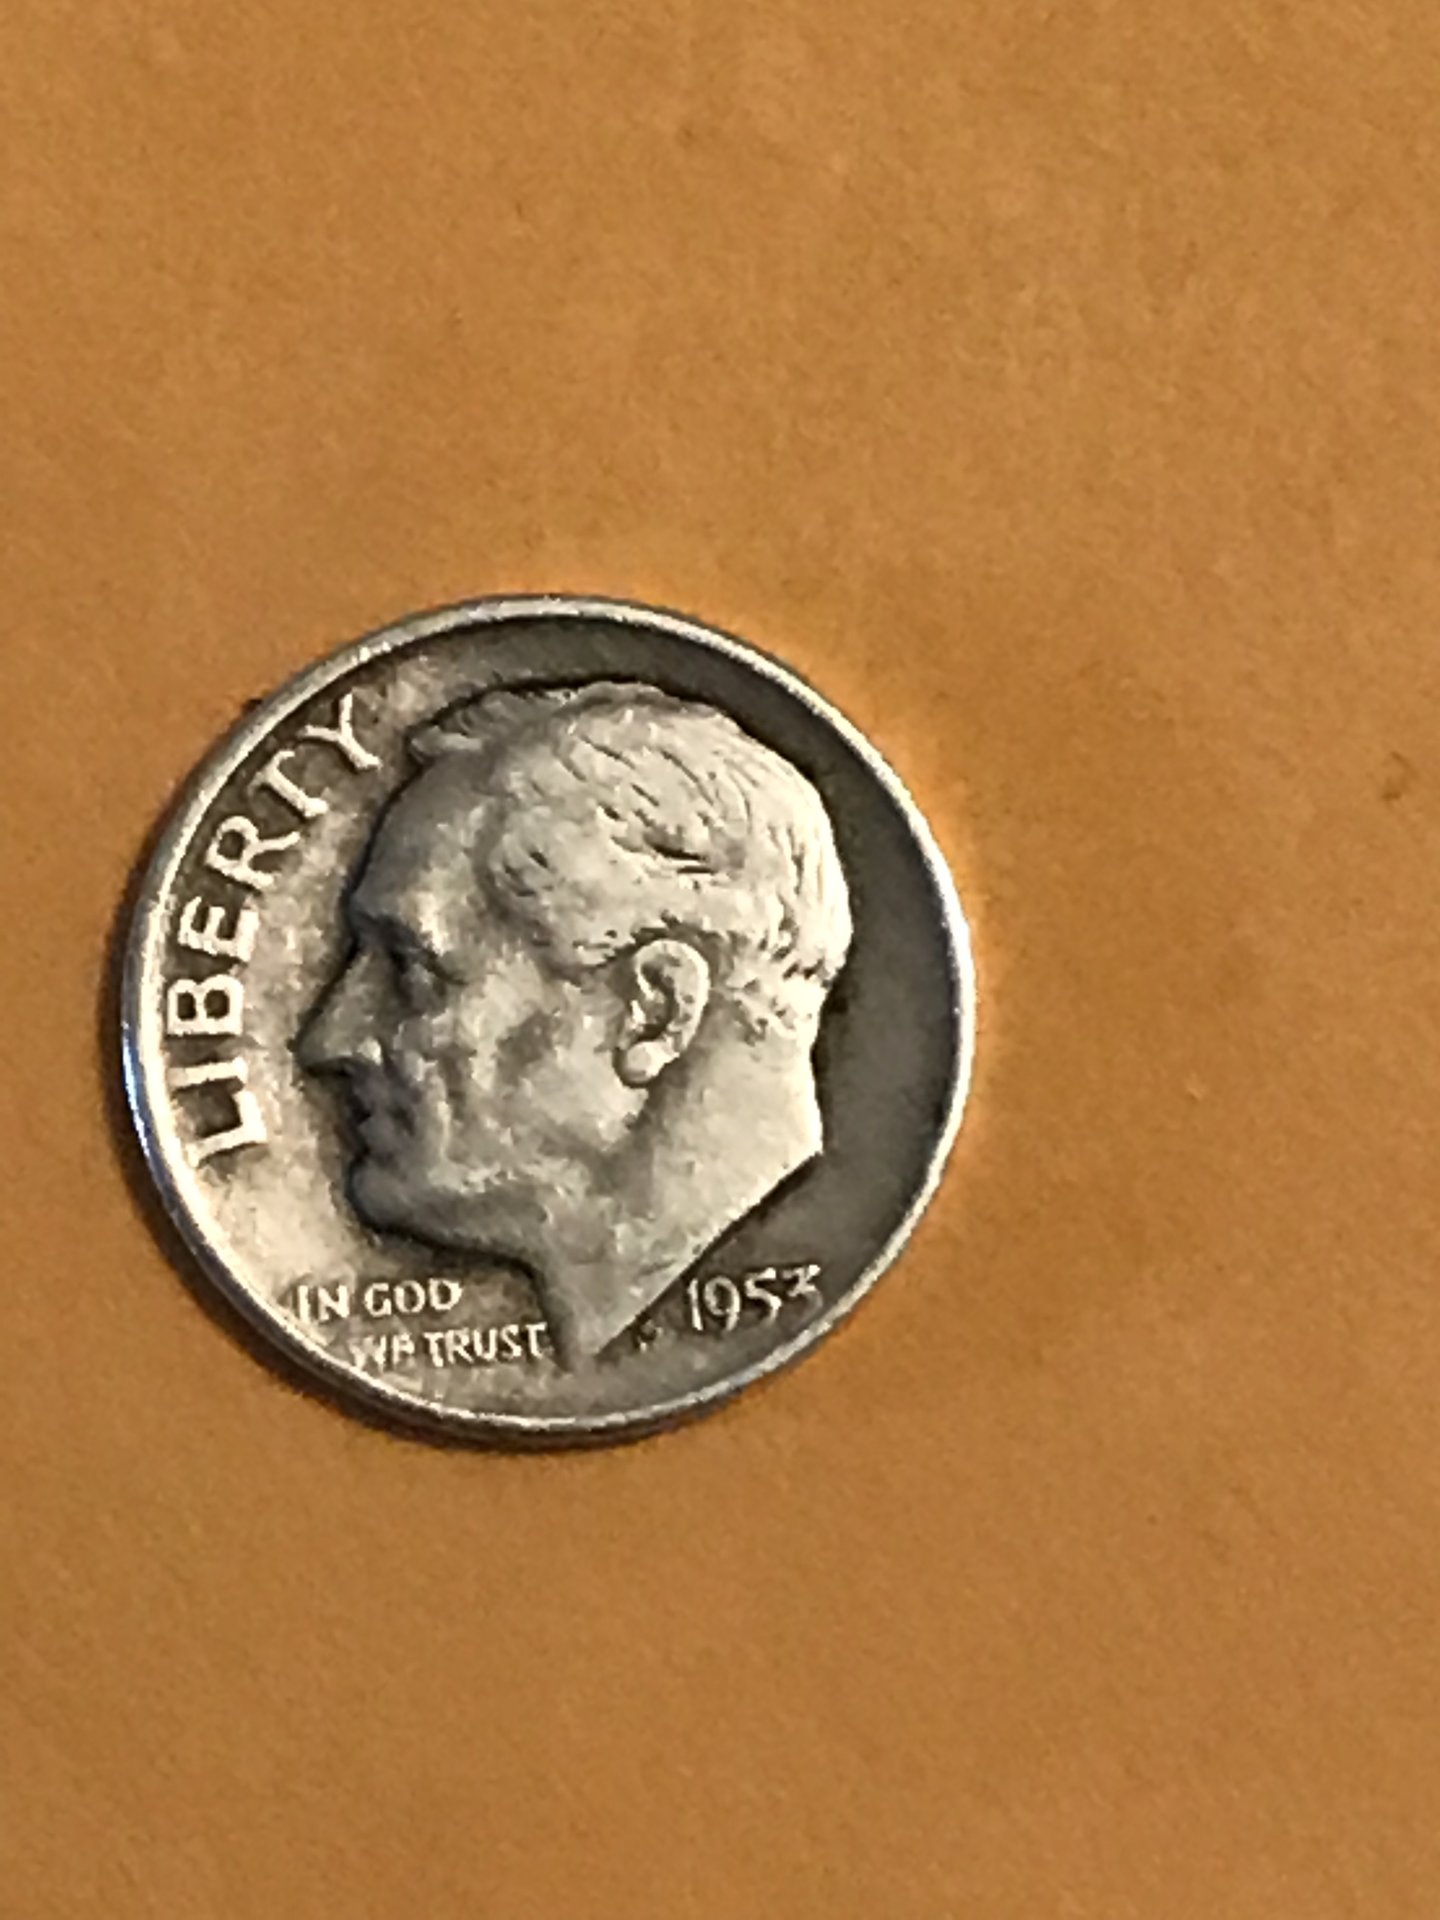 LIBERTY
IN GOD
WE TRUST
1953